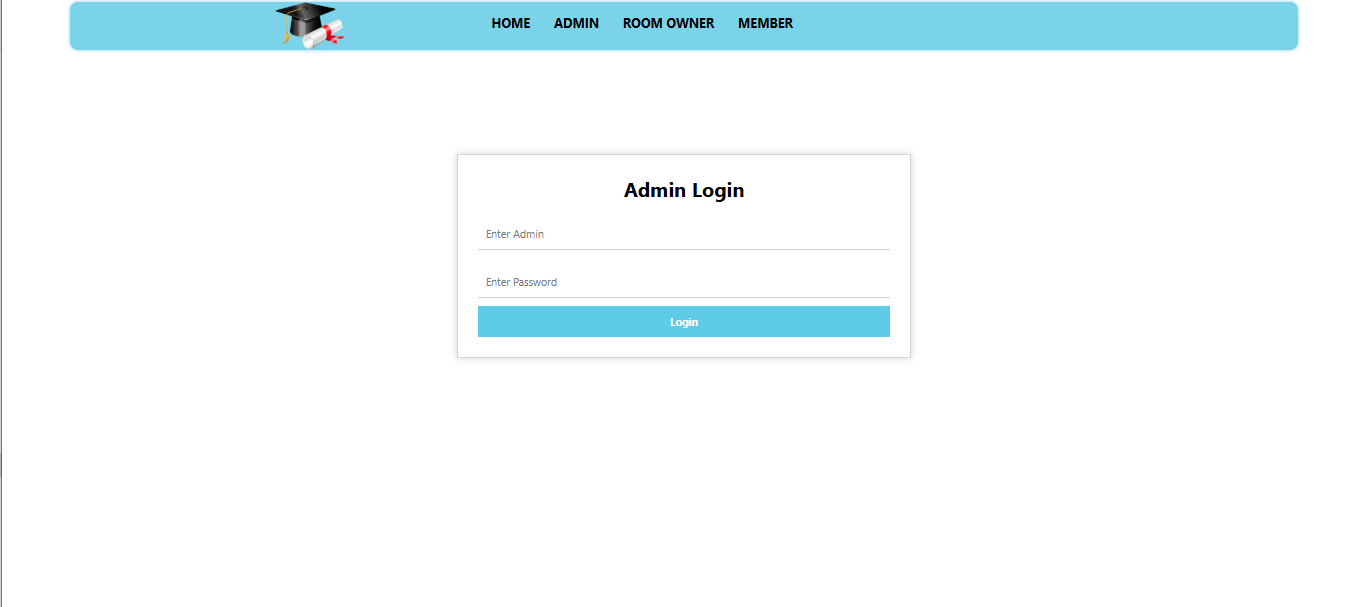 HOME ADMIN ROOM OWNER MEMBER
Admin Login
Enter Admin
Enter Password
Login